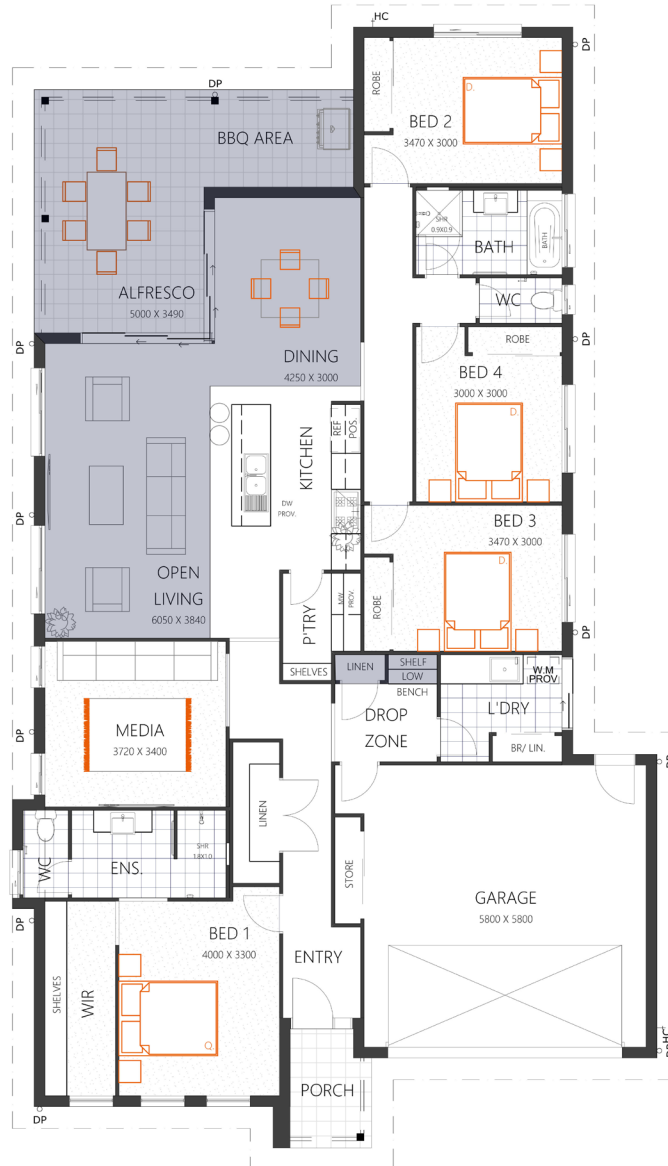 HC
DP
DP
ROBE
D.
BED 2
3470 X 3000
BBQ AREA
SHR
0.9X0.9
BATH
BATH
ALFRESCO
5000 X 3490
WC
DP
DP
ROBE
DINING
4250 X 3000
BED 4
3000 X 3000
D.
REF
POS.
KITCHEN
DW
PROV.
DP
BED 3
3470 X 3000
D.
OPEN
LIVING
6050 X 3840
P'TRY
MW
PROV.
ROBE
DP
SHELVES
LINEN
SHELF
LOW
BENCH
W.M
PROV
MEDIA
3720 X 3400
DP
DROP
ZONE
L'DRY
BR/ LIN.
DP
LINEN
SHR
1.8X1.0
WC
ENS.
STORE
GARAGE
5800 X 5800
DP
BED 1
4000 X 3300
ENTRY
SHELVES
WIR
Q.
HC
DP
PORCH
DP